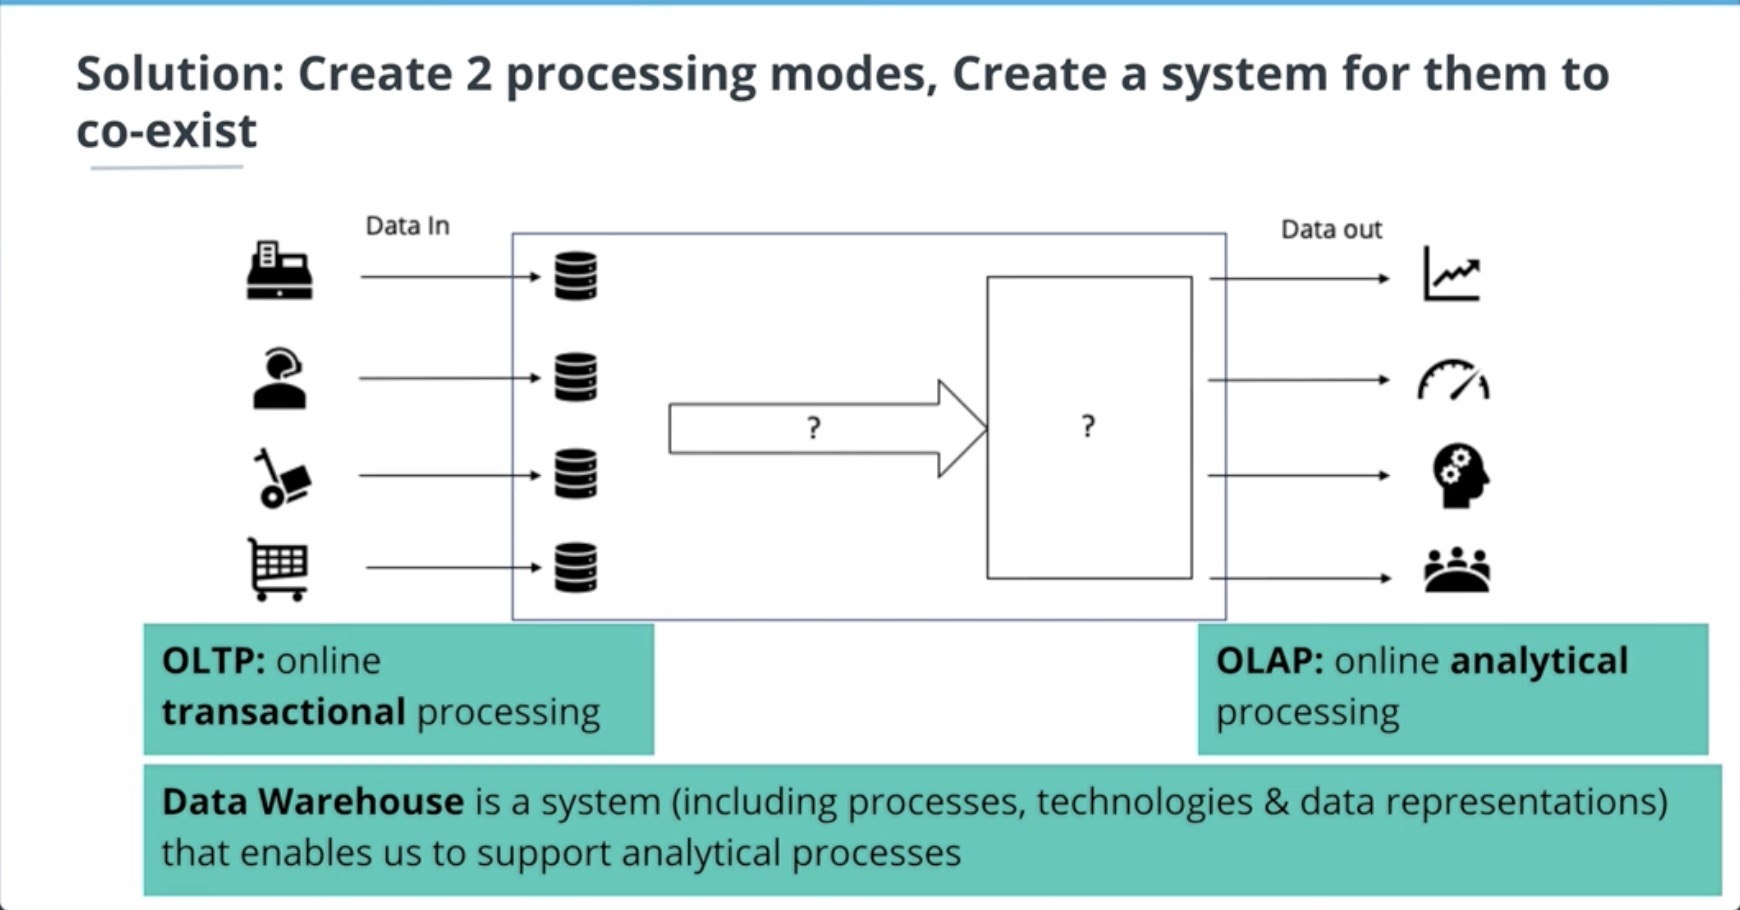 Solution: Create 2 processing modes, Create a system for them to
co-exist
Data In
Data out
?
?
OLTP: online
transactional processing
OLAP: online analytical
processing
Data Warehouse is a system (including processes, technologies & data representations)
that enables us to support analytical processes